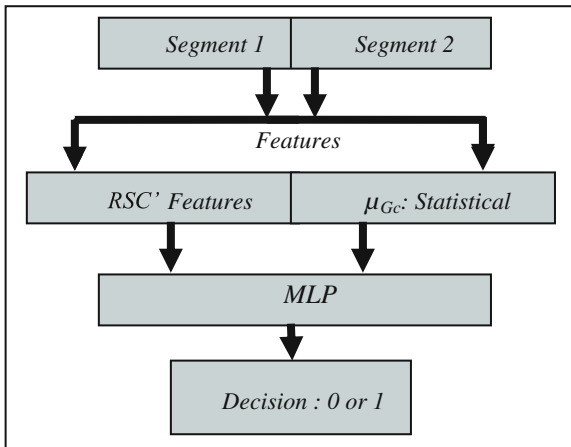 Segment 1 Segment 2
Features
RSC’ Features μGc: Statistical
MLP
Decision : 0 or 1